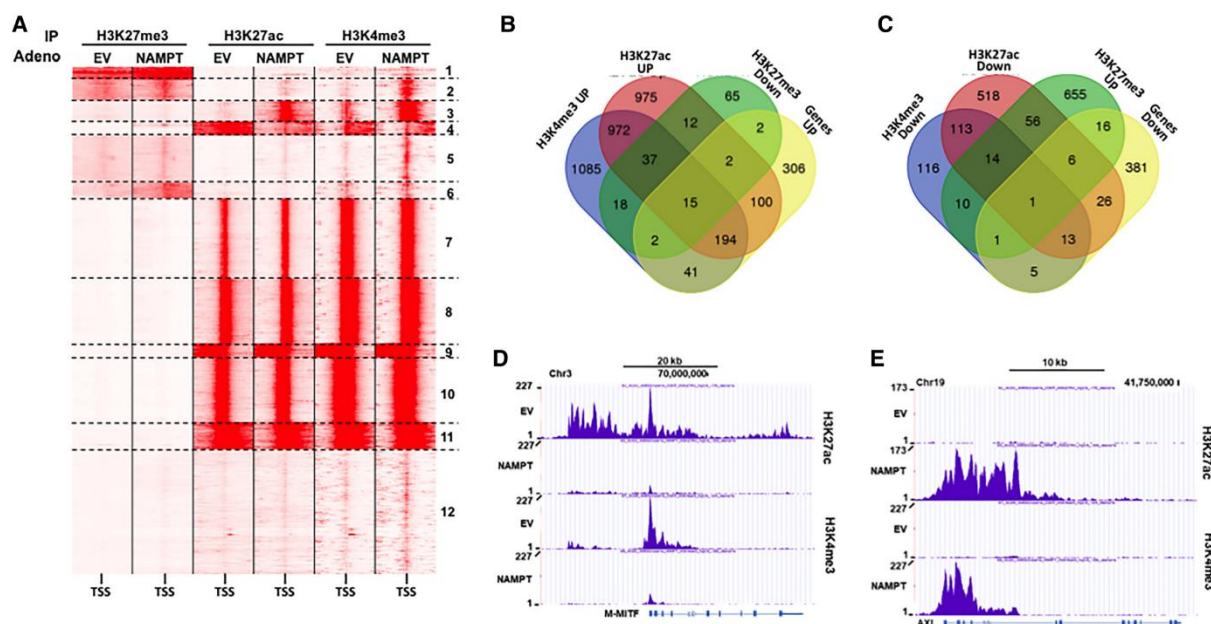 A
IP H3K27me3 H3K27ac H3K4me3
Adeno EV NAMPT EV NAMPT EV NAMPT
1
2
3
4
5
6
7
8
9
10
11
12
TSS TSS TSS TSS TSS TSS
B
H3K4me3 UP
H3K27ac
UP
H3K27me3
Down
Genes
Up
975 65
972 12 2
1085 37 2 306
18 15 100
2 194
41
C
H3K4me3
Down
H3K27ac
Down
H3K27me3
Up
Genes
Down
518 655
113 56 16
116 14 6 381
10 1 26
1 13
5
D
20 kb
Chr3 70,000,000
227
EV
1
227
NAMPT
1
H3K27ac
227
EV
1
227
NAMPT
1
H3K4me3
M-MITF
E
10 kb
Chr19 41,750,000
173
EV
1
173
NAMPT
1
H3K27ac
227
EV
1
227
NAMPT
1
H3K4me3
AXL